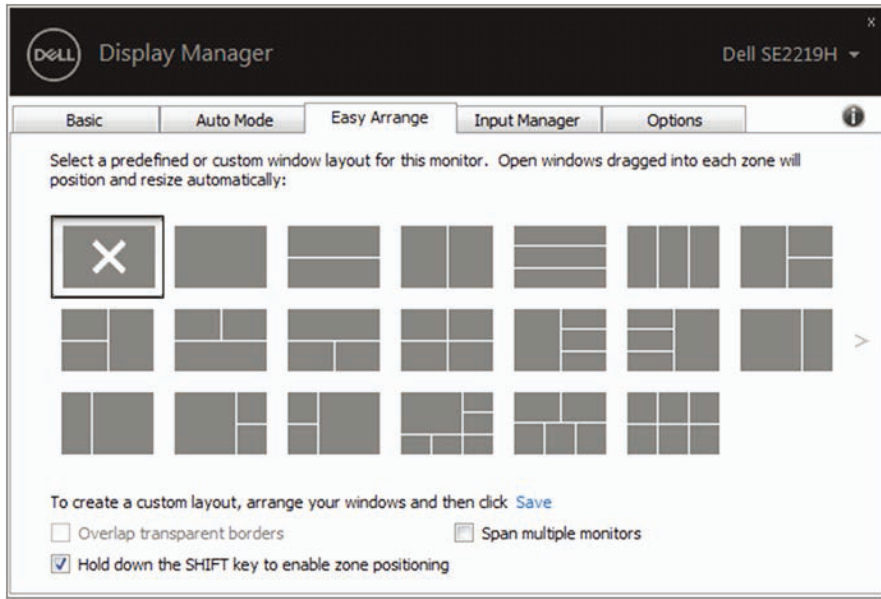 x
DELL Display Manager Dell SE2219H
Basic Auto Mode Easy Arrange Input Manager Options i
Select a predefined or custom window layout for this monitor. Open windows dragged into each zone will
position and resize automatically:
>
To create a custom layout, arrange your windows and then click Save
Overlap transparent borders Span multiple monitors
Hold down the SHIFT key to enable zone positioning